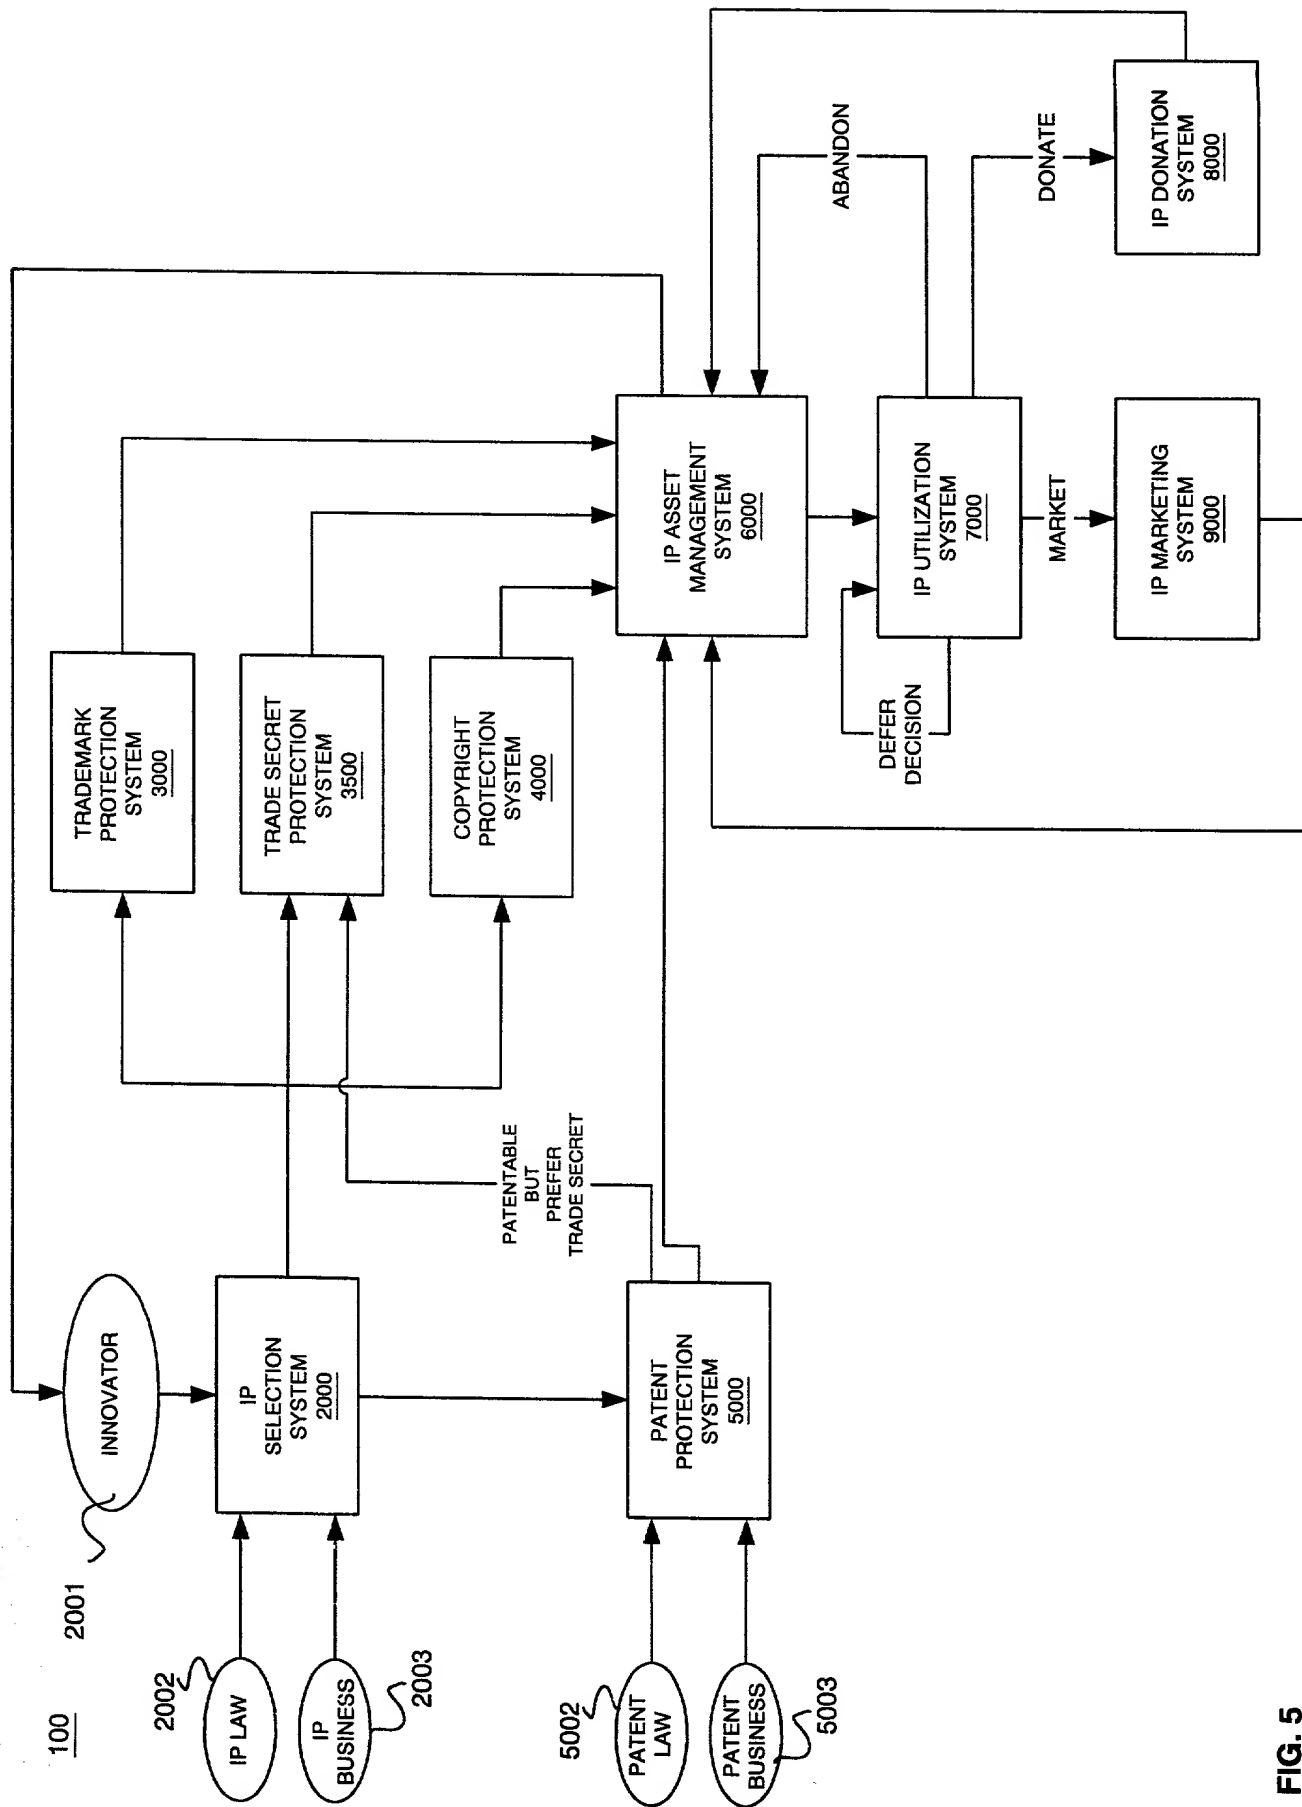 100
2001
INNOVATOR
2002
IP LAW
IP
BUSINESS
2003
IP
SELECTION
SYSTEM
2000
TRADEMARK
PROTECTION
SYSTEM
3000
TRADE SECRET
PROTECTION
SYSTEM
3500
COPYRIGHT
PROTECTION
SYSTEM
4000
PATENTABLE
BUT
PREFER
TRADE SECRET
5002
PATENT
LAW
PATENT
BUSINESS
5003
PATENT
PROTECTION
SYSTEM
5000
IP ASSET
MANAGEMENT
SYSTEM
6000
ABANDON
DEFER
DECISION
IP UTILIZATION
SYSTEM
7000
DONATE
MARKET
IP MARKETING
SYSTEM
9000
IP DONATION
SYSTEM
8000
FIG. 5